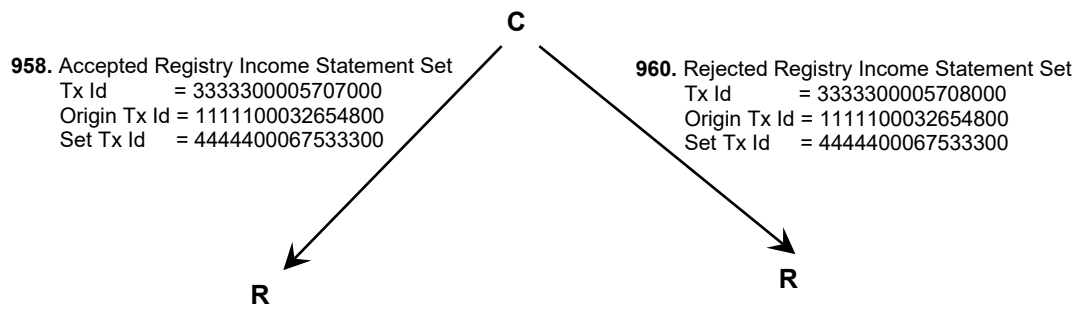 C
958. Accepted Registry Income Statement Set
Tx Id = 3333300005707000
Origin Tx Id = 1111100032654800
Set Tx Id = 4444400067533300
960. Rejected Registry Income Statement Set
Tx Id = 3333300005708000
Origin Tx Id = 1111100032654800
Set Tx Id = 4444400067533300
R
R